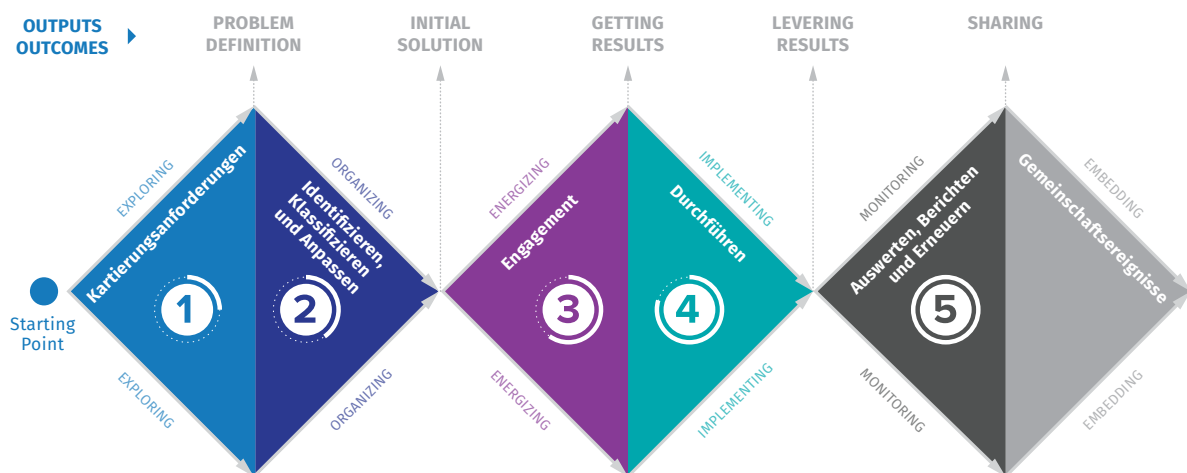 OUTPUTS
OUTCOMES
PROBLEM
DEFINITION
INITIAL
SOLUTION
GETTING
RESULTS
LEVERING
RESULTS
SHARING
Starting
Point
EXPLORING
Kartierungsanforderungen
1
EXPLORING
ORGANIZING
Identifizieren,
Klassifizieren
und Anpassen
2
ORGANIZING
ENERGIZING
Engagement
3
ENERGIZING
IMPLEMENTING
Durchführen
4
IMPLEMENTING
MONITORING
Auswerten, Berichten
und Erneuern
5
MONITORING
EMBEDDING
Gemeinschaftsereignisse
EMBEDDING